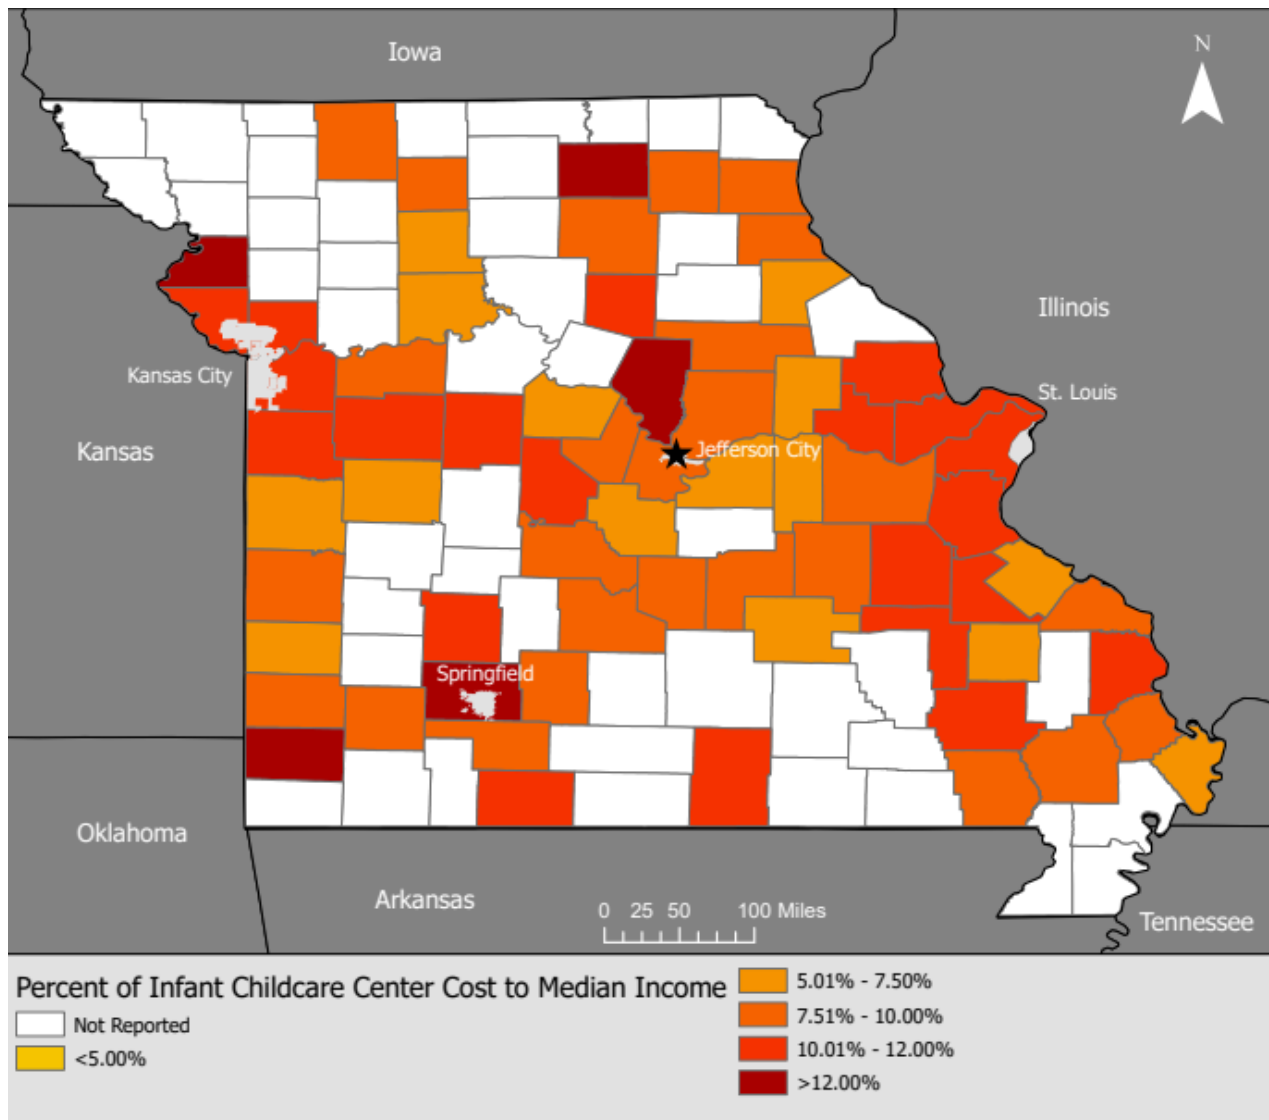 Iowa
N
Illinois
Kansas City
St. Louis
Kansas
Jefferson City
Springfield
Oklahoma
Arkansas
0 25 50 100 Miles
Tennessee
Percent of Infant Childcare Center Cost to Median Income
Not Reported
<5.00%
5.01% - 7.50%
7.51% - 10.00%
10.01% - 12.00%
>12.00%